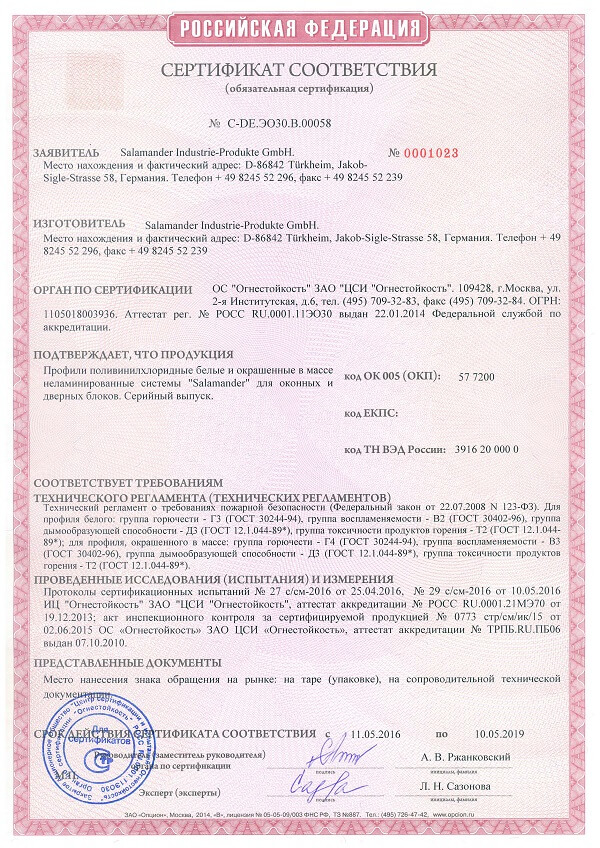 РОССИЙСКАЯ ФЕДЕРАЦИЯ
СЕРТИФИКАТ СООТВЕТСТВИЯ
(обязательная сертификация)
№ C-DE.ЭО30.В.00058
ЗАЯВИТЕЛЬ Salamander Industrie-Produkte GmbH. № 0001023
Место нахождения и фактический адрес: D-86842 Türkheim, Jakob-
Sigle-Strasse 58, Германия. Телефон + 49 8245 52 296, факс + 49 8245 52 239
ИЗГОТОВИТЕЛЬ Salamander Industrie-Produkte GmbH.
Место нахождения и фактический адрес: D-86842 Türkheim, Jakob-Sigle-Strasse 58, Германия. Телефон + 49
8245 52 296, факс + 49 8245 52 239
ОРГАН ПО СЕРТИФИКАЦИИ ОС "Огнестойкость" ЗАО "ЦСИ "Огнестойкость". 109428, г.Москва, ул.
2-я Институтская, д.6, тел. (495) 709-32-83, факс (495) 709-32-84. ОГРН:
1105018003936. Аттестат рег. № РОСС RU.0001.11ЭО30 выдан 22.01.2014 Федеральной службой по
аккредитации.
ПОДТВЕРЖДАЕТ, ЧТО ПРОДУКЦИЯ
Профили поливинилхлоридные белые и окрашенные в массе
неламинированные системы "Salamander" для оконных и
дверных блоков. Серийный выпуск.
код ОК 005 (ОКП): 57 7200
код ЕКПС:
код ТН ВЭД России: 3916 20 000 0
СООТВЕТСТВУЕТ ТРЕБОВАНИЯМ
ТЕХНИЧЕСКОГО РЕГЛАМЕНТА (ТЕХНИЧЕСКИХ РЕГЛАМЕНТОВ)
Технический регламент о требованиях пожарной безопасности (Федеральный закон от 22.07.2008 N 123-ФЗ). Для
профиля белого: группа горючести - Г3 (ГОСТ 30244-94), группа воспламеняемости - В2 (ГОСТ 30402-96), группа
дымообразующей способности - Д3 (ГОСТ 12.1.044-89*), группа токсичности продуктов горения - Т2 (ГОСТ 12.1.044-
89*); для профиля, окрашенного в массе: группа горючести - Г4 (ГОСТ 30244-94), группа воспламеняемости - В3
(ГОСТ 30402-96), группа дымообразующей способности - Д3 (ГОСТ 12.1.044-89*), группа токсичности продуктов
горения - Т2 (ГОСТ 12.1.044-89*).
ПРОВЕДЕННЫЕ ИССЛЕДОВАНИЯ (ИСПЫТАНИЯ) И ИЗМЕРЕНИЯ
Протоколы сертификационных испытаний № 27 с/см-2016 от 25.04.2016, № 29 с/см-2016 от 10.05.2016
ИЦ "Огнестойкость" ЗАО "ЦСИ "Огнестойкость", аттестат аккредитации № РОСС RU.0001.21МЭ70 от
19.12.2013; акт инспекционного контроля за сертифицируемой продукцией № 0773 стр/см/ик/15 от
02.06.2015 ОС «Огнестойкость» ЗАО ЦСИ «Огнестойкость», аттестат аккредитации № ТРПБ.RU.ПБ06
выдан 07.10.2010.
ПРЕДСТАВЛЕННЫЕ ДОКУМЕНТЫ
Место нанесения знака обращения на рынке: на таре (упаковке), на сопроводительной технической
документации.
СРОК ДЕЙСТВИЯ СЕРТИФИКАТА СООТВЕТСТВИЯ с 11.05.2016 по 10.05.2019
Руководитель (заместитель руководителя)
органа по сертификации
А. В. Ржанковский
подпись инициалы, фамилия
М.П.
Эксперт (эксперты)
Л. Н. Сазонова
подпись инициалы, фамилия
Для
Сертификатов
ЗАО «Опцион», Москва, 2014, «В», лицензия № 05-05-09/003 ФНС РФ, ТЗ №887. Тел.: (495) 726-47-42, www.opcion.ru